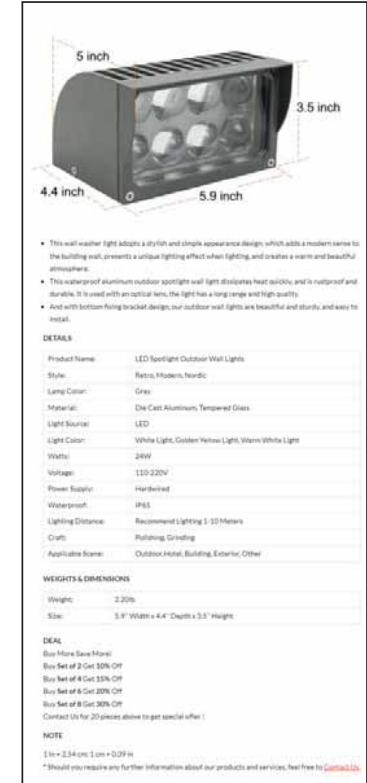 5 inch
3.5 inch
4.4 inch
5.9 inch
• This wall washer light adopts a stylish and simple appearance design, which adds a modern sense to
the building wall, presents a unique lighting effect when lighting, and creates a warm and beautiful
atmosphere.
• This waterproof aluminum outdoor spotlight wall light dissipates heat quickly, and is rustproof and
durable. It is used with an optical lens, the light has a long range and high quality.
• And with bottom fixing bracket design, our outdoor wall lights are beautiful and sturdy, and easy to
install.
DETAILS
Product Name: LED Spotlight Outdoor Wall Lights
Style: Retro, Modern, Nordic
Lamp Color: Grey
Material: Die Cast Aluminum, Tempered Glass
Light Source: LED
Light Color: White Light, Golden Yellow Light, Warm White Light
Watts: 24W
Voltage: 110-220V
Power Supply: Hardwired
Waterproof: IP65
Lighting Distance: Recommend Lighting 1-10 Meters
Craft: Polishing, Grinding
Applicable Scene: Outdoor, Hotel, Building, Exterior, Other
WEIGHTS & DIMENSIONS
Weight: 2.20lb
Size: 5.9" Width x 4.4" Depth x 3.5" Height
DEAL
Buy More Save More!
Buy Set of 2 Get 10% Off
Buy Set of 4 Get 15% Off
Buy Set of 6 Get 20% Off
Buy Set of 8 Get 30% Off
Contact Us for 20 pieces above to get special offer !
NOTE
1 in = 2.54 cm; 1 cm = 0.39 in
* Should you require any further information about our products and services, feel free to Contact Us.